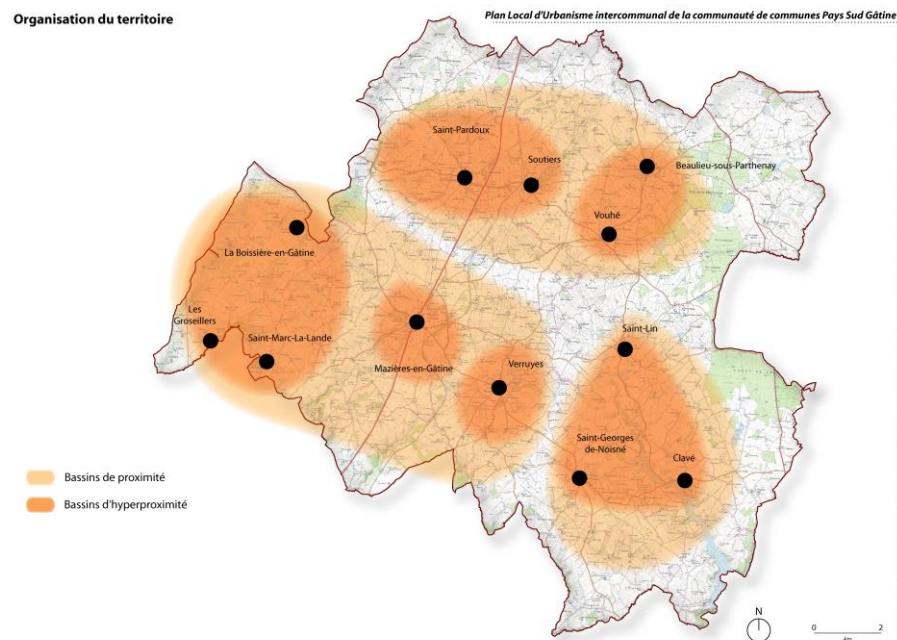 Organisation du territoire
Plan Local d'Urbanisme intercommunal de la communauté de communes Pays Sud Gâtine
Saint-Pardoux
Soutiers
Beaulieu-sous-Parthenay
Vouhé
La Boissière-en-Gâtine
Les
Groseillers
Saint-Marc-La-Lande
Mazières-en-Gâtine
Verruyes
Saint-Lin
Saint-Georges
de-Noisné
Clavé
Bassins de proximité
Bassins d'hyperproximité
N
0 2
km